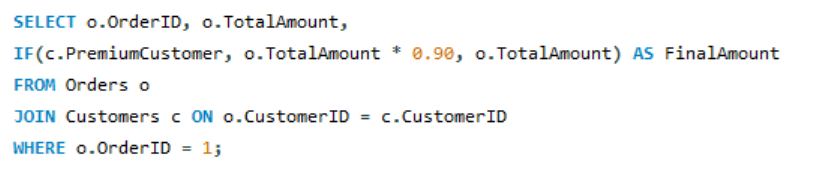 SELECT o.OrderID, o.TotalAmount,
IF(c.PremiumCustomer, o.TotalAmount * 0.90, o.TotalAmount) AS FinalAmount
FROM Orders o
JOIN Customers c ON o.CustomerID = c.CustomerID
WHERE o.OrderID = 1;